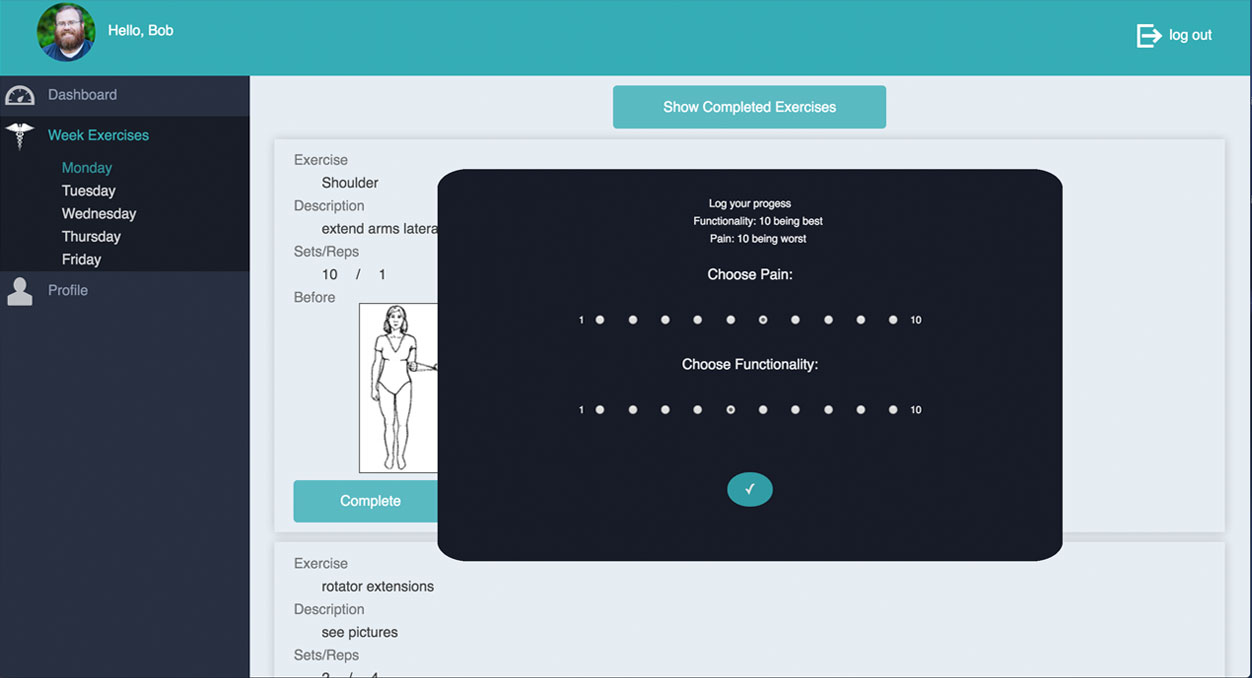 Hello, Bob
log out
Dashboard
Week Exercises
Monday
Tuesday
Wednesday
Thursday
Friday
Profile
Show Completed Exercises
Exercise
Shoulder
Description
extend arms latera
Sets/Reps
10 / 1
Before
Complete
Log your progess
Functionality: 10 being best
Pain: 10 being worst
Choose Pain:
1 10
Choose Functionality:
1 10
✓
Exercise
rotator extensions
Description
see pictures
Sets/Reps